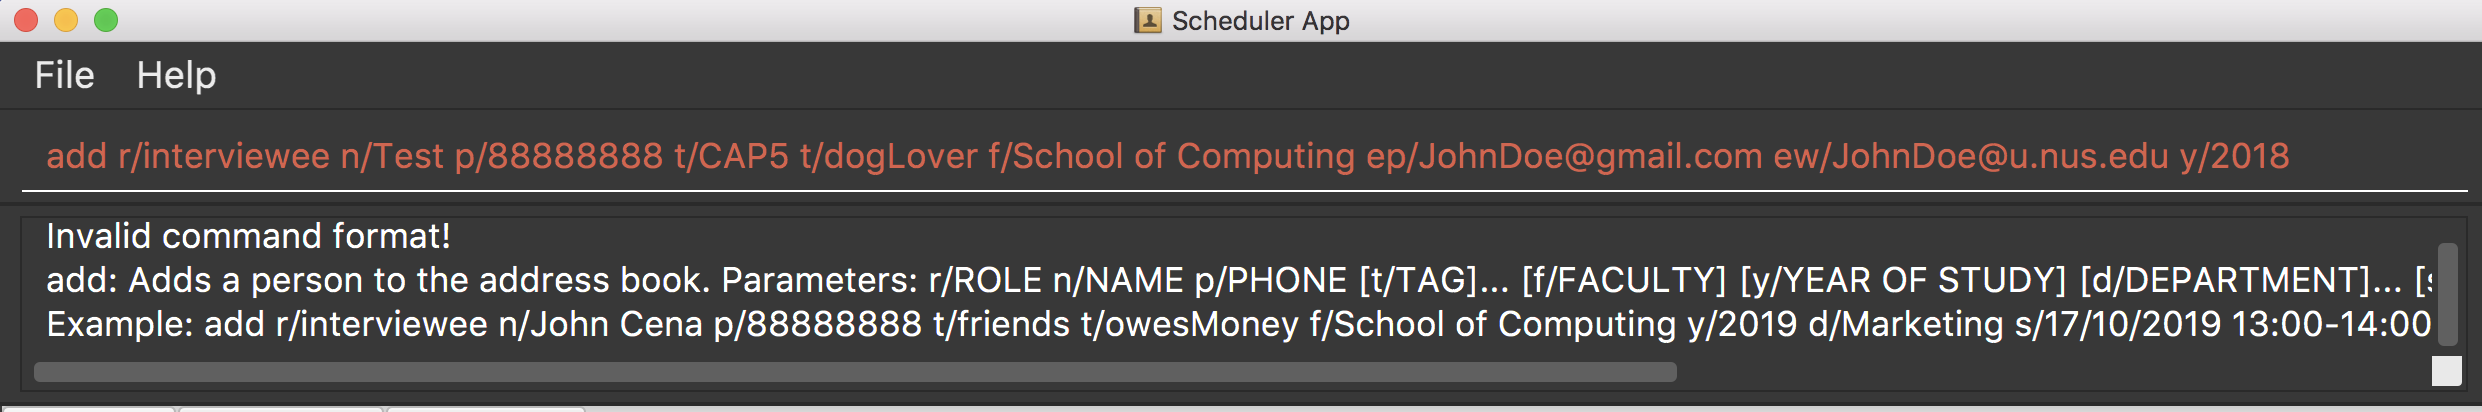 Scheduler App
File Help
add r/interviewee n/Test p/88888888 t/CAP5 t/dogLover f/School of Computing ep/JohnDoe@gmail.com ew/JohnDoe@u.nus.edu y/2018
Invalid command format!
add: Adds a person to the address book. Parameters: r/ROLE n/NAME p/PHONE [t/TAG]... [f/FACULTY] [y/YEAR OF STUDY] [d/DEPARTMENT]... [s
Example: add r/interviewee n/John Cena p/88888888 t/friends t/owesMoney f/School of Computing y/2019 d/Marketing s/17/10/2019 13:00-14:00